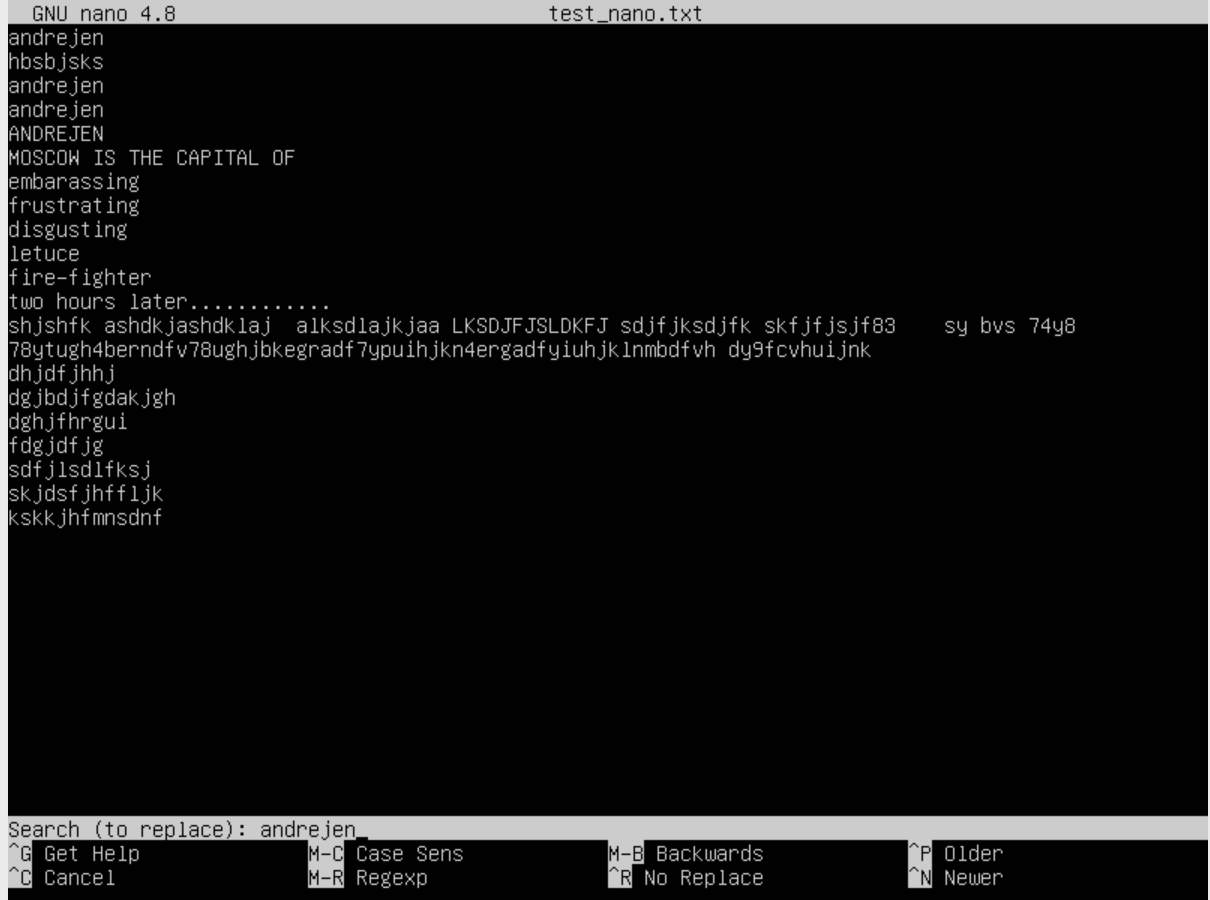 GNU nano 4.8 test_nano.txt
andrejen
hbsbjsks
andrejen
andrejen
ANDREJEN
MOSCOW IS THE CAPITAL OF
embarassing
frustrating
disgusting
letuce
fire-fighter
two hours later............
shjshfk ashdkjashdklaj  alksdlajkjaa LKSDJFJSLDKFJ sdjfjksdjfk skfjfjsjf83    sy bvs 74y8
78ytugh4berndfv78ughjbkegradf7ypuihjkn4ergadfyiuhjklnmbdfvh dy9fcvhuijnk
dhjdfjhhj
dgjbdjfgdakjgh
dghjfhrgui
fdgjdfjg
sdfjlsdlfksj
skjdsfjhffljk
kskkjhfmnsdnf
Search (to replace): andrejen_
^G Get Help M-C Case Sens M-B Backwards ^P Older
^C Cancel M-R Regexp ^R No Replace ^N Newer